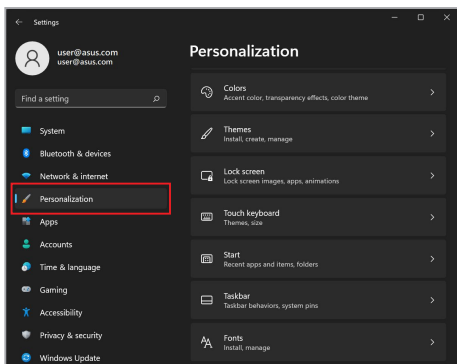 Settings
user@asus.com
user@asus.com
Find a setting
System
Bluetooth & devices
Network & internet
Personalization
Apps
Accounts
Time & language
Gaming
Accessibility
Privacy & security
Windows Update
Personalization
Colors
Accent color, transparency effects, color theme
Themes
Install, create, manage
Lock screen
Lock screen images, apps, animations
Touch keyboard
Themes, size
Start
Recent apps and items, folders
Taskbar
Taskbar behaviors, system pins
Fonts
Install, manage